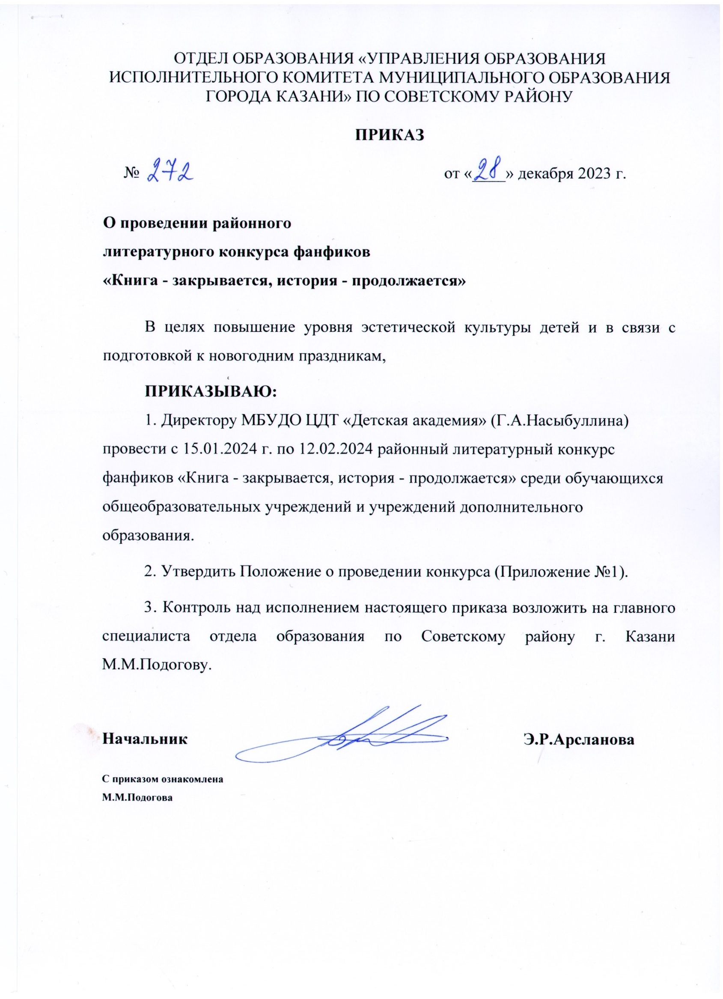 ОТДЕЛ ОБРАЗОВАНИЯ «УПРАВЛЕНИЯ ОБРАЗОВАНИЯ
ИСПОЛНИТЕЛЬНОГО КОМИТЕТА МУНИЦИПАЛЬНОГО ОБРАЗОВАНИЯ
ГОРОДА КАЗАНИ» ПО СОВЕТСКОМУ РАЙОНУ
ПРИКАЗ
№ 272 от «28» декабря 2023 г.
О проведении районного
литературного конкурса фанфиков
«Книга - закрывается, история - продолжается»
В целях повышение уровня эстетической культуры детей и в связи с
подготовкой к новогодним праздникам,
ПРИКАЗЫВАЮ:
1. Директору МБУДО ЦДТ «Детская академия» (Г.А.Насыбуллина)
провести с 15.01.2024 г. по 12.02.2024 районный литературный конкурс
фанфиков «Книга - закрывается, история - продолжается» среди обучающихся
общеобразовательных учреждений и учреждений дополнительного
образования.
2. Утвердить Положение о проведении конкурса (Приложение №1).
3. Контроль над исполнением настоящего приказа возложить на главного
специалиста отдела образования по Советскому району г. Казани
М.М.Подогову.
Начальник Э.Р.Арсланова
С приказом ознакомлена
М.М.Подогова